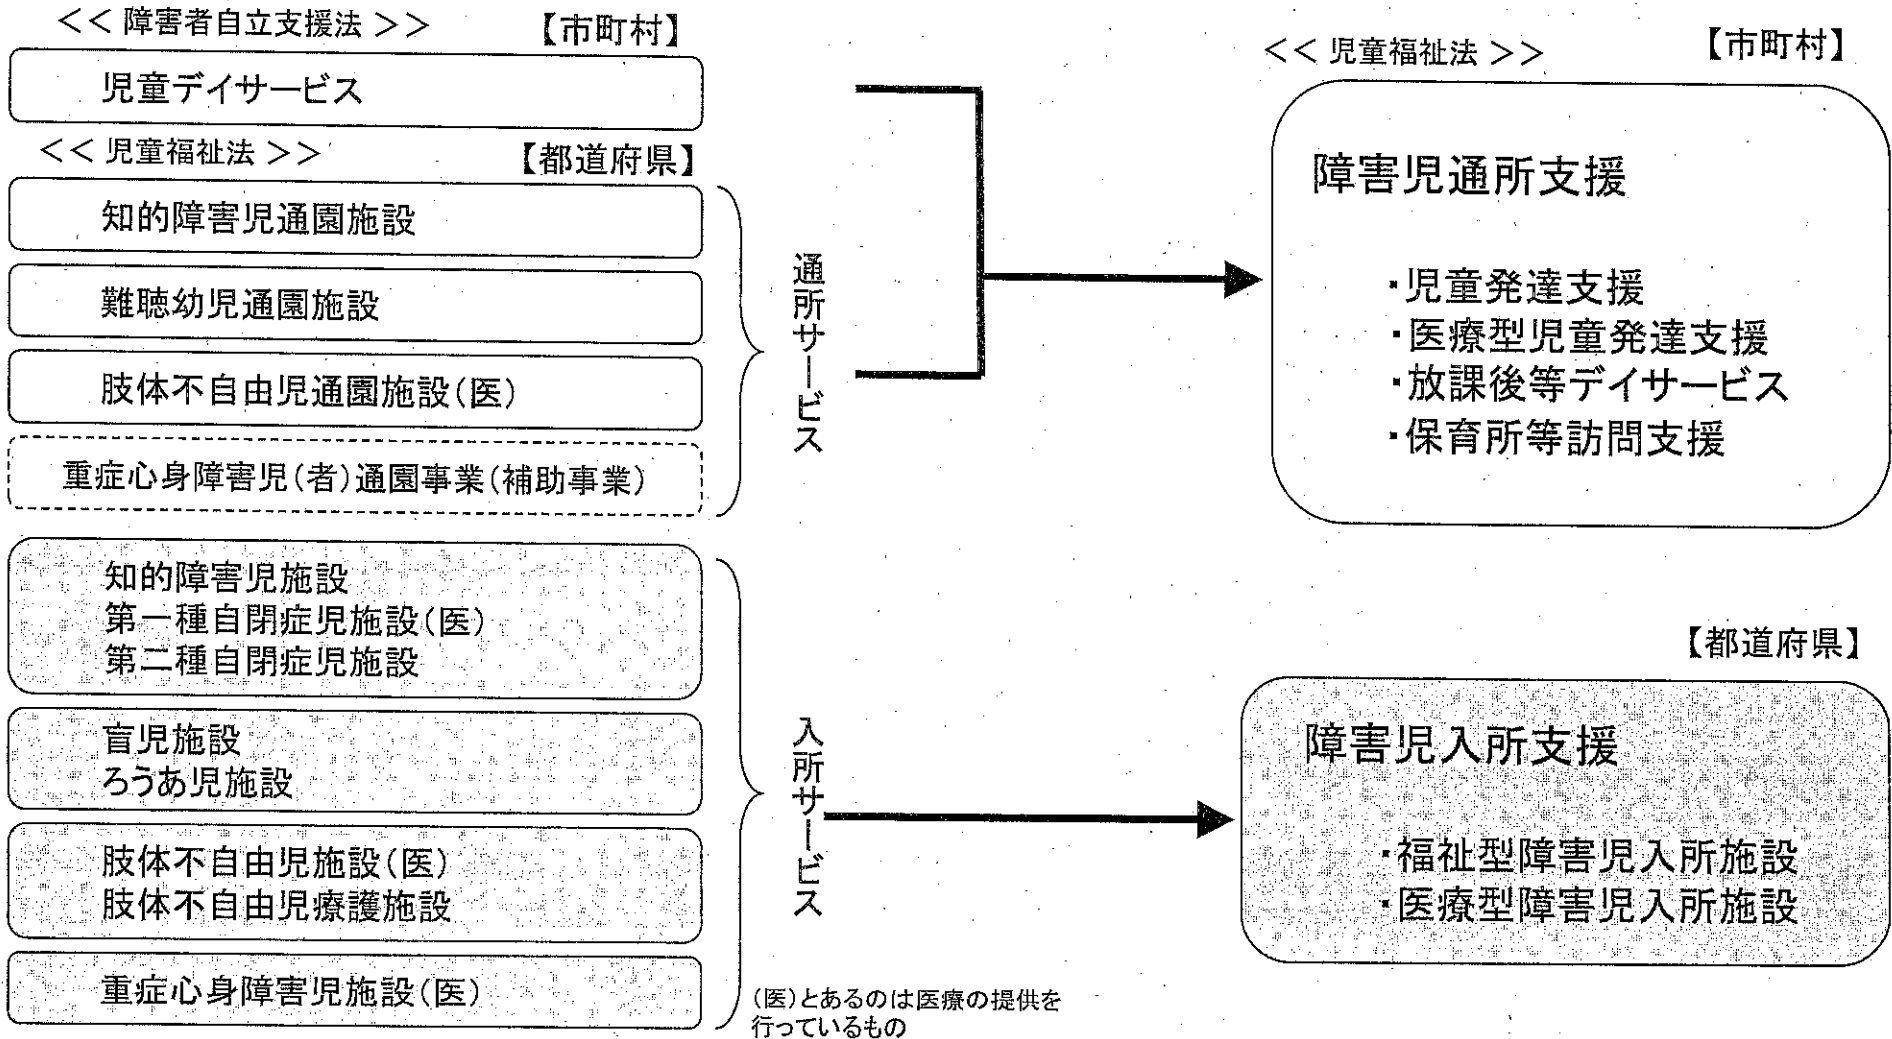 << 障害者自立支援法 >> 【市町村】
児童デイサービス
<< 児童福祉法 >> 【都道府県】
知的障害児通園施設
難聴幼児通園施設
肢体不自由児通園施設(医)
重症心身障害児(者)通園事業(補助事業)
通所サービス
知的障害児施設
第一種自閉症児施設(医)
第二種自閉症児施設
盲児施設
ろうあ児施設
肢体不自由児施設(医)
肢体不自由児療護施設
重症心身障害児施設(医)
入所サービス
(医)とあるのは医療の提供を
行っているもの
<< 児童福祉法 >> 【市町村】
障害児通所支援
・児童発達支援
・医療型児童発達支援
・放課後等デイサービス
・保育所等訪問支援
【都道府県】
障害児入所支援
・福祉型障害児入所施設
・医療型障害児入所施設